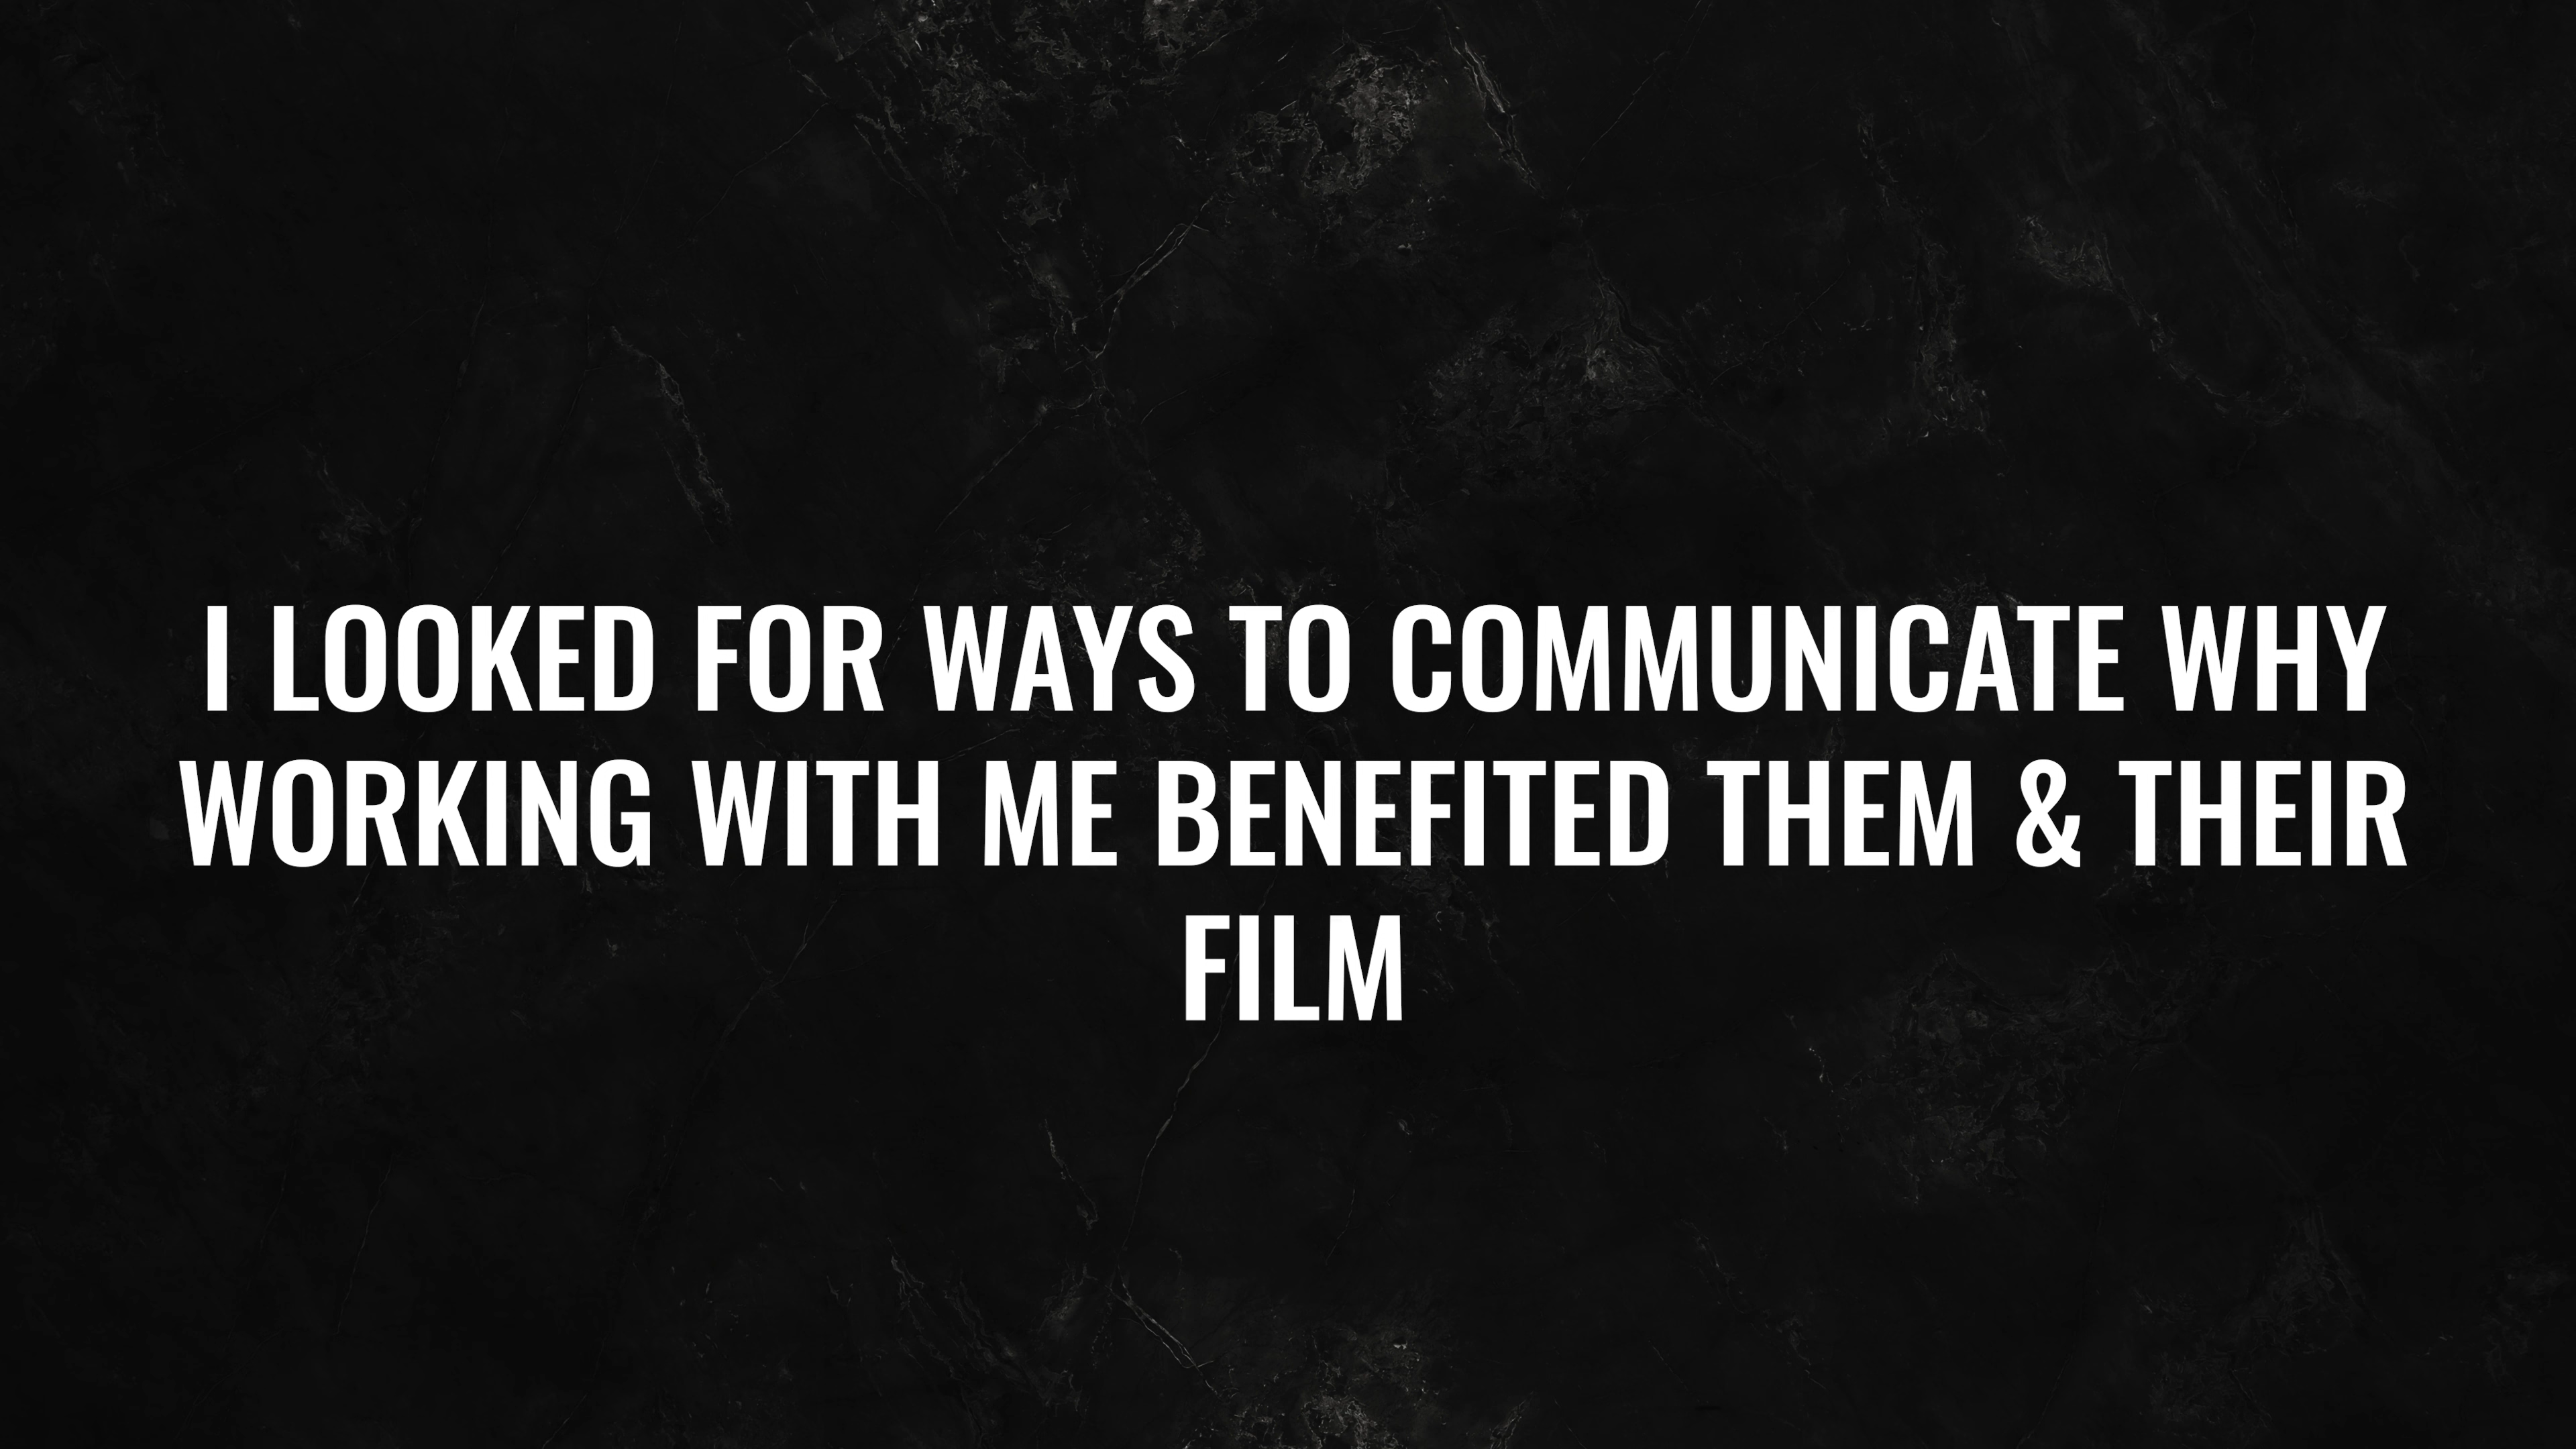 I LOOKED FOR WAYS TO COMMUNICATE WHY
WORKING WITH ME BENEFITED THEM & THEIR
FILM